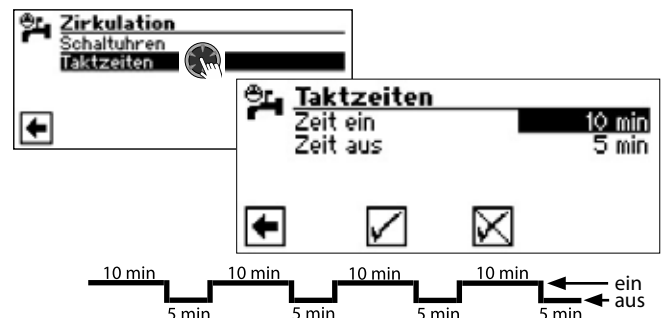 Zirkulation
Schaltuhren
Taktzeiten
Taktzeiten
Zeit ein 10 min
Zeit aus 5 min
10 min 10 min 10 min 10 min ein
aus
5 min 5 min 5 min 5 min